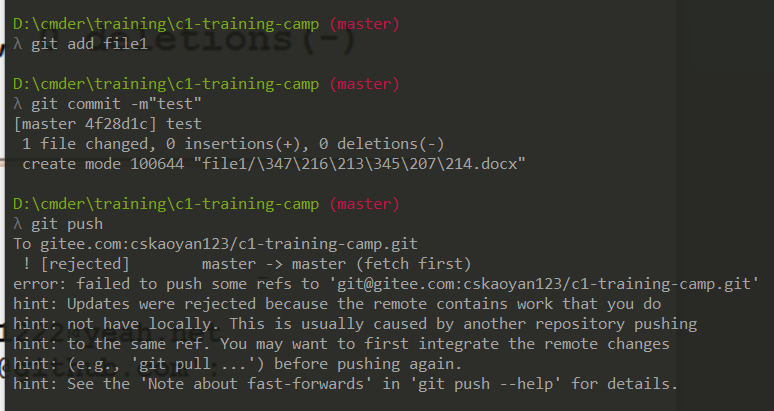 D:\cmder\training\c1-training-camp (master)
λ git add file1
deletions(-)
D:\cmder\training\c1-training-camp (master)
λ git commit -m"test"
[master 4f28d1c] test
1 file changed, 0 insertions(+), 0 deletions(-)
create mode 100644 "file1/\347\216\213\345\207\214.docx"
D:\cmder\training\c1-training-camp (master)
λ git push
To gitee.com:cskaoyan123/c1-training-camp.git
! [rejected]        master -> master (fetch first)
error: failed to push some refs to 'git@gitee.com:cskaoyan123/c1-training-camp.git'
hint: Updates were rejected because the remote contains work that you do
hint: not have locally. This is usually caused by another repository pushing
hint: to the same ref. You may want to first integrate the remote changes
hint: (e.g., 'git pull ...') before pushing again.
hint: See the 'Note about fast-forwards' in 'git push --help' for details.